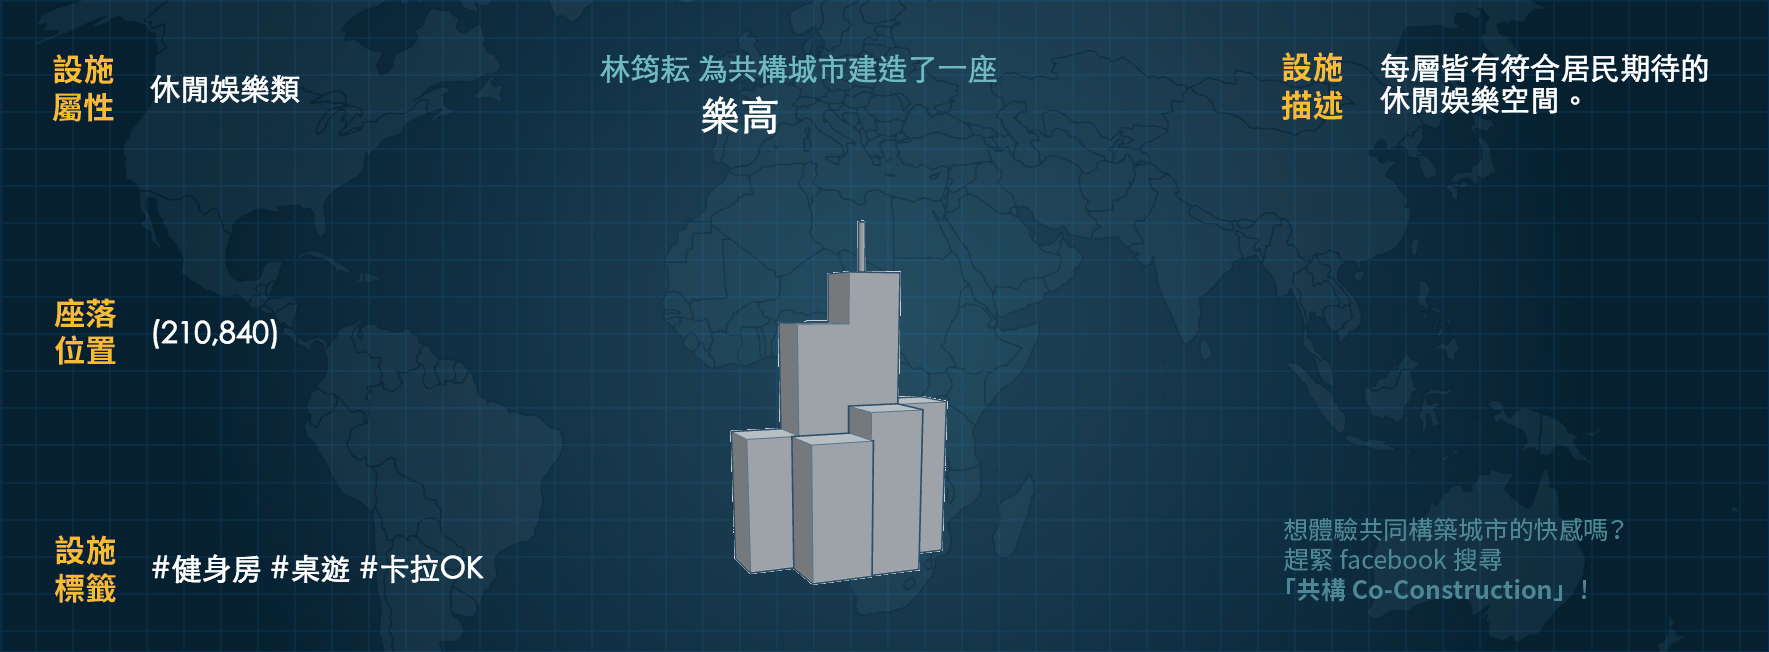 設施
屬性
休閒娛樂類
林筠耘 為共構城市建造了一座
樂高
設施
描述
每層皆有符合居民期待的
休閒娛樂空間。
座落
位置
(210,840)
設施
標籤
#健身房 #桌遊 #卡拉OK
想體驗共同構築城市的快感嗎?
趕緊 facebook 搜尋
「共構 Co-Construction」!